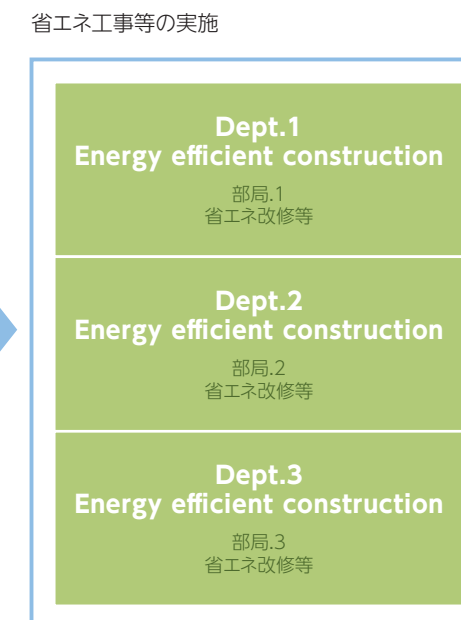 省エネ工事等の実施
Dept.1
Energy efficient construction
部局.1
省エネ改修等
Dept.2
Energy efficient construction
部局.2
省エネ改修等
Dept.3
Energy efficient construction
部局.3
省エネ改修等